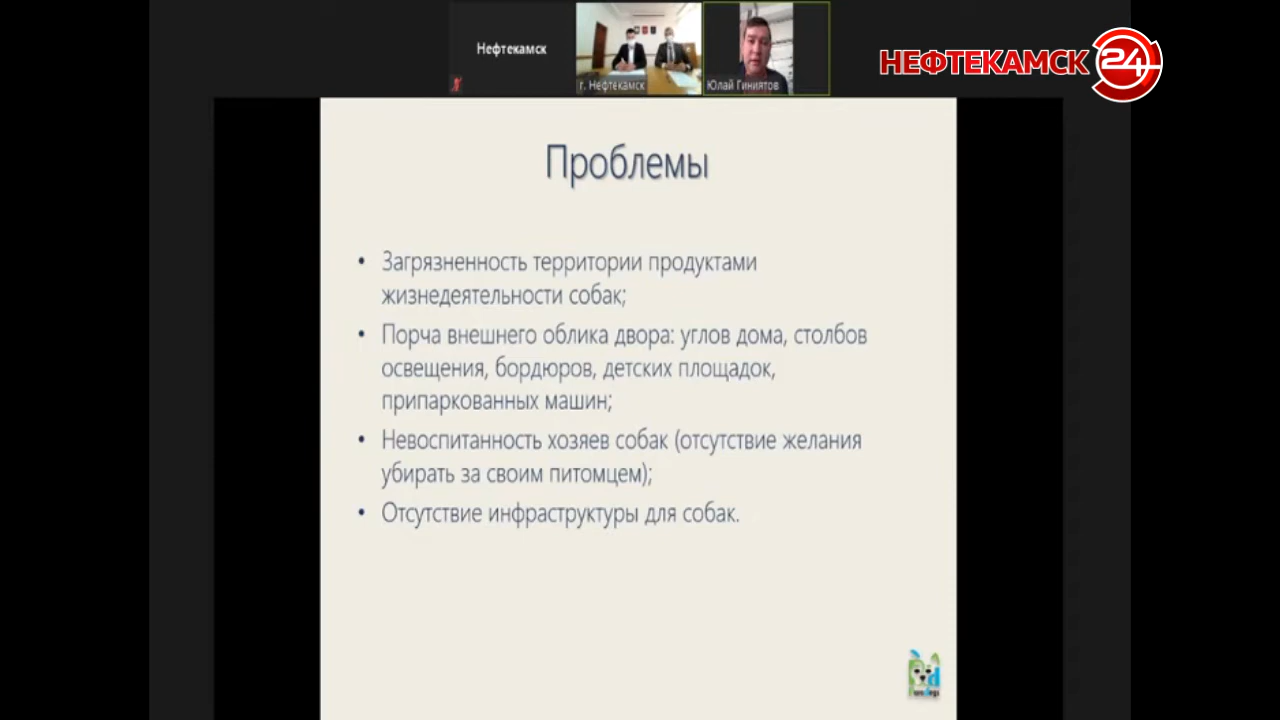 Нефтекамск
г. Нефтекамск
Юлай Гиниятов
НЕФТЕКАМСК 24
Проблемы
• Загрязненность территории продуктами
жизнедеятельности собак;
• Порча внешнего облика двора: углов дома, столбов
освещения, бордюров, детских площадок,
припаркованных машин;
• Невоспитанность хозяев собак (отсутствие желания
убирать за своим питомцем);
• Отсутствие инфраструктуры для собак.